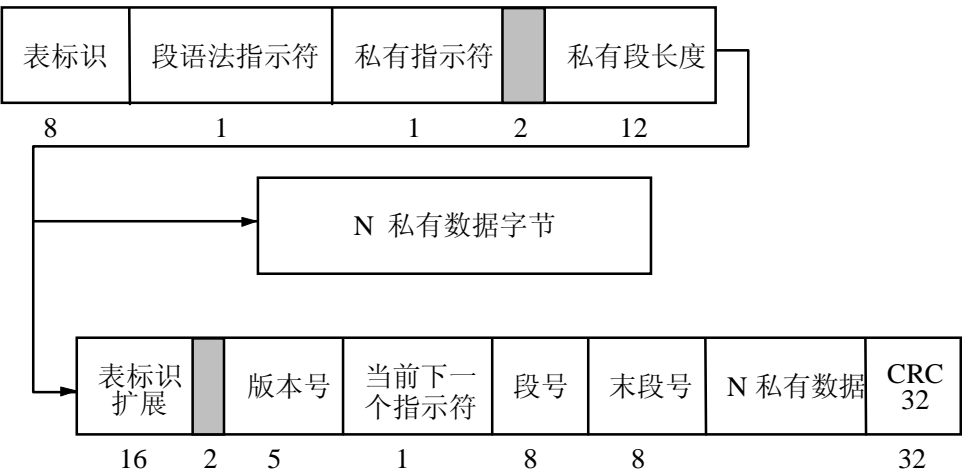 表标识 段语法指示符 私有指示符 私有段长度
8 1 1 2 12
N 私有数据字节
表标识扩展 版本号 当前下一个指示符 段号 末段号 N 私有数据 CRC 32
16 2 5 1 8 8 32